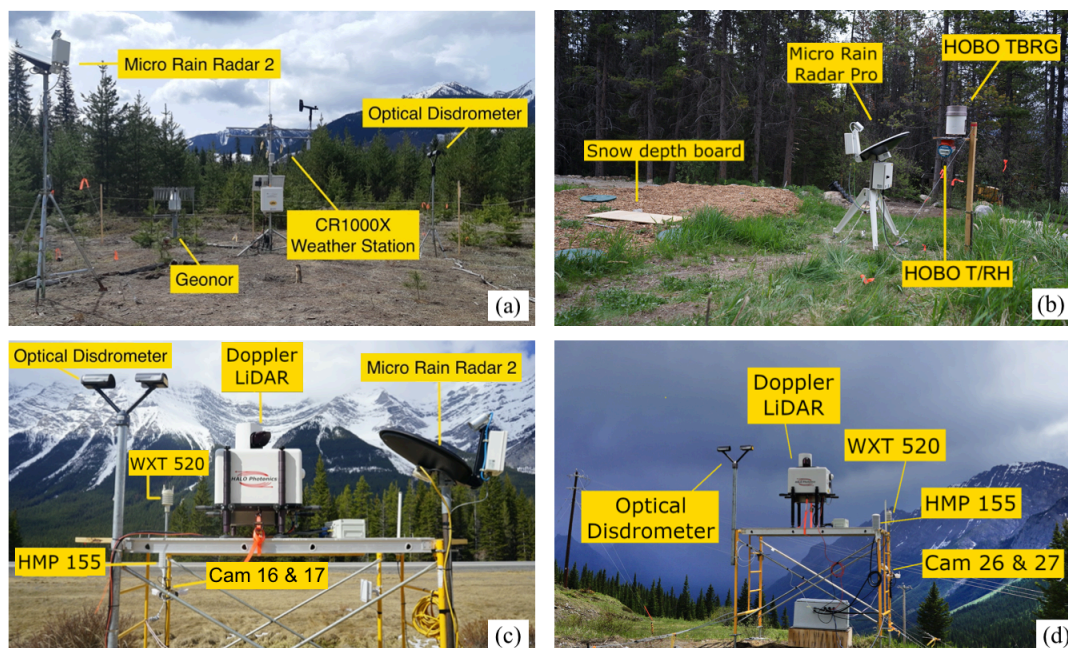 Micro Rain Radar 2
Optical Disdrometer
CR1000X
Weather Station
Geonor
(a)
HOBO TBRG
Micro Rain
Radar Pro
Snow depth board
HOBO T/RH
(b)
Optical Disdrometer
Doppler
LiDAR
Micro Rain Radar 2
WXT 520
HALO Photonics
HMP 155
Cam 16 & 17
(c)
Doppler
LiDAR
WXT 520
Optical
Disdrometer
HMP 155
Cam 26 & 27
(d)